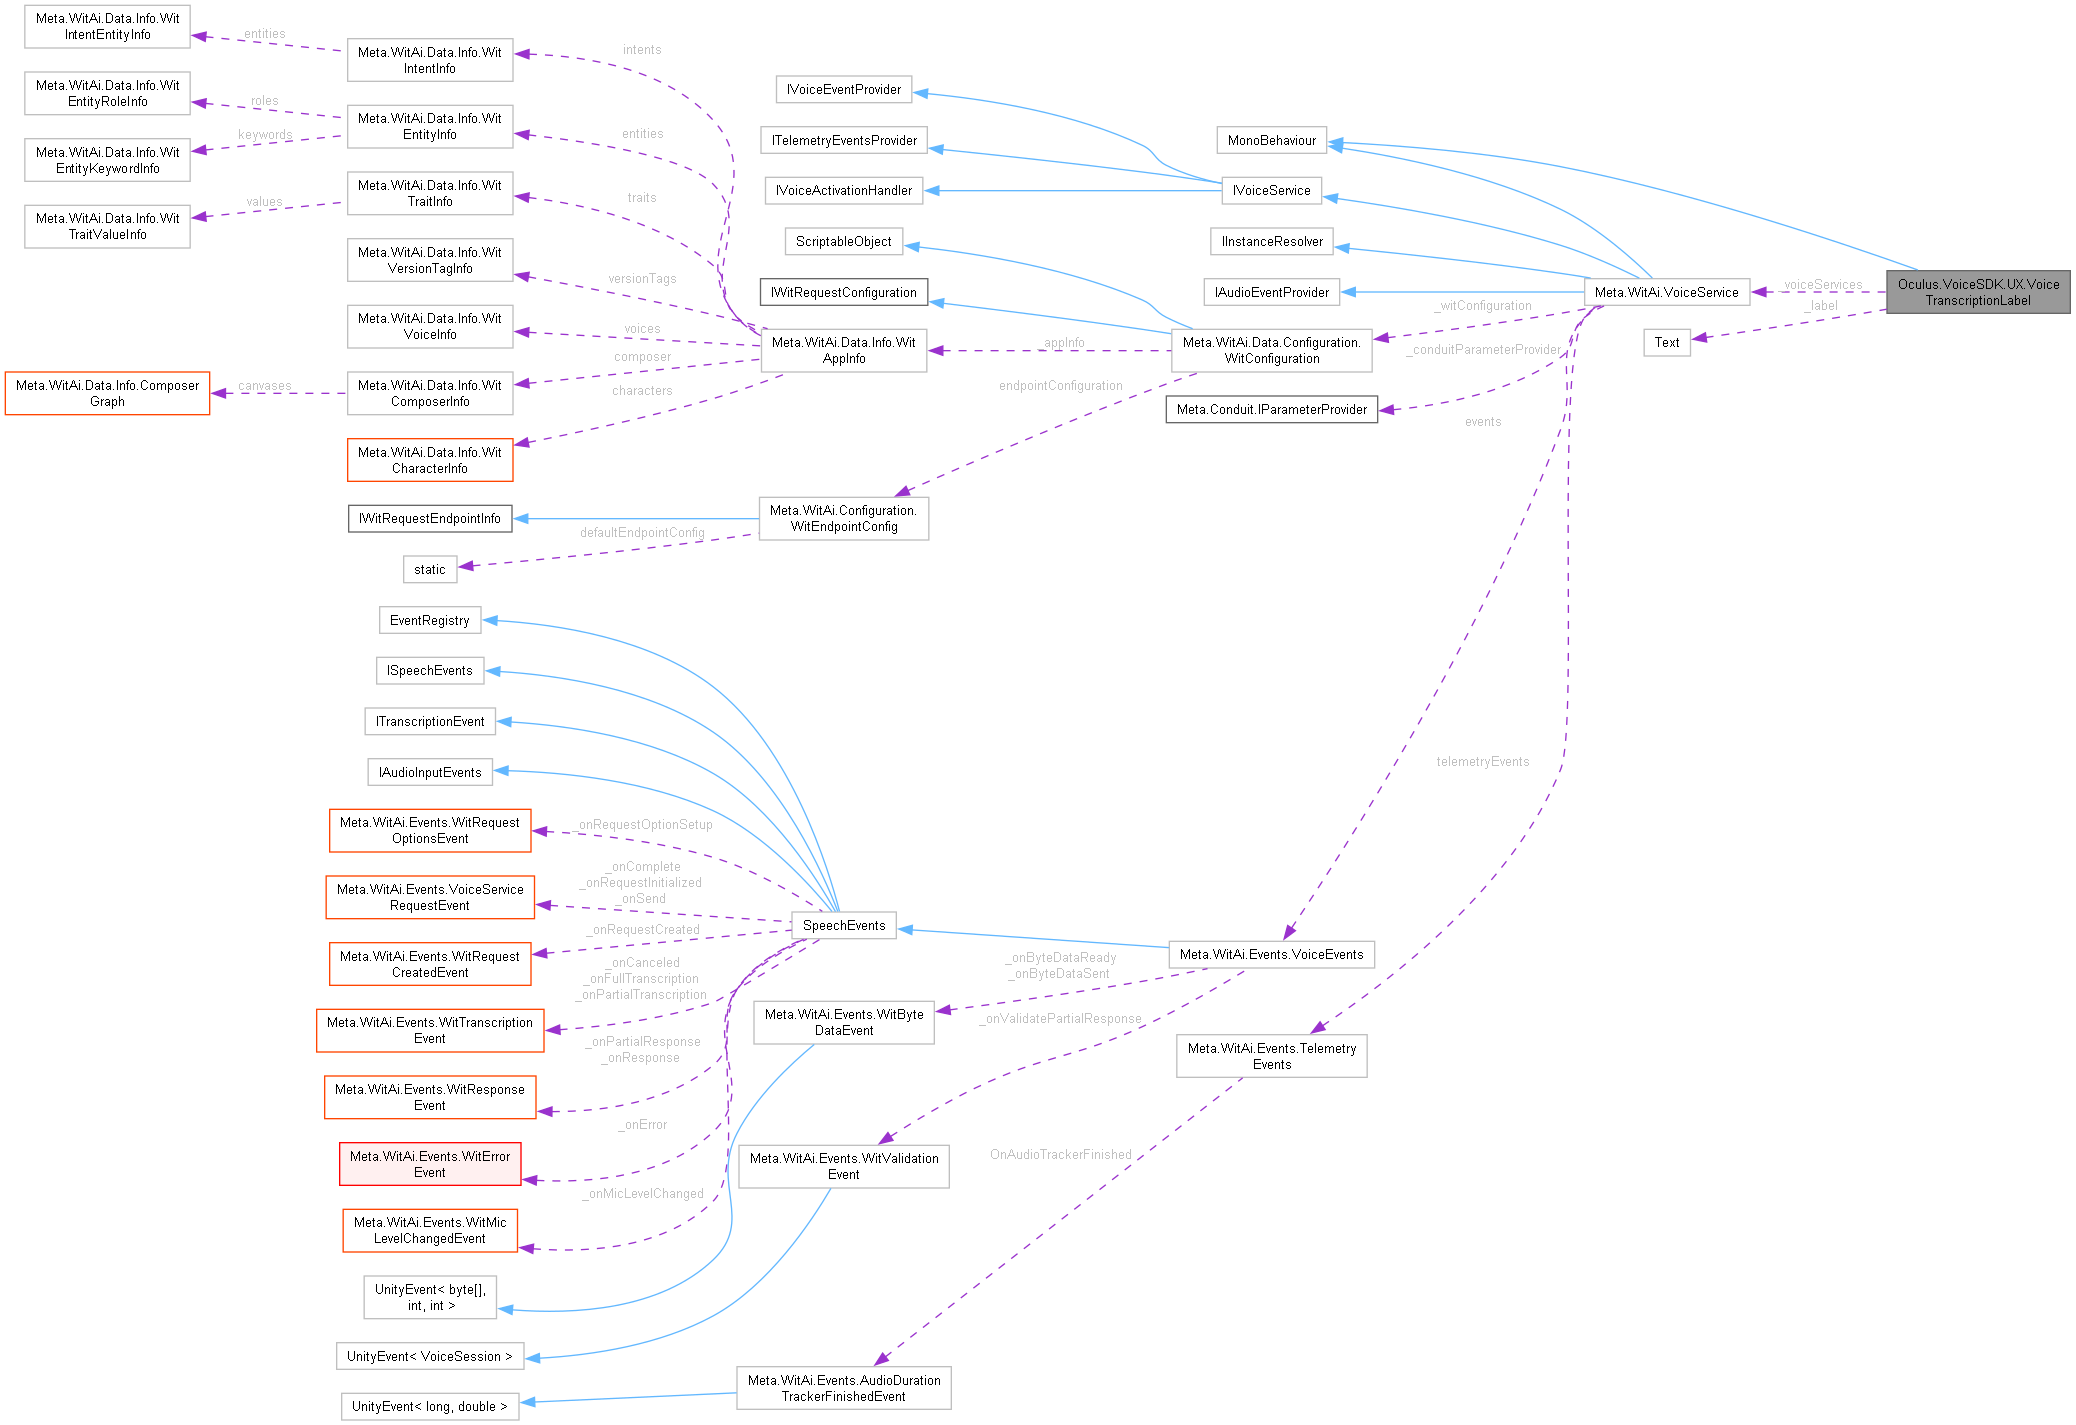 Meta.WitAi.Data.Info.Wit
IntentEntityInfo
entities
Meta.WitAi.Data.Info.Wit
IntentInfo
intents
Meta.WitAi.Data.Info.Wit
EntityRoleInfo
roles
Meta.WitAi.Data.Info.Wit
EntityInfo
entities
keywords
Meta.WitAi.Data.Info.Wit
EntityKeywordInfo
Meta.WitAi.Data.Info.Wit
TraitInfo
traits
values
Meta.WitAi.Data.Info.Wit
TraitValueInfo
Meta.WitAi.Data.Info.Wit
VersionTagInfo
versionTags
Meta.WitAi.Data.Info.Wit
VoiceInfo
voices
composer
Meta.WitAi.Data.Info.Composer
Graph
canvases
Meta.WitAi.Data.Info.Wit
ComposerInfo
characters
Meta.WitAi.Data.Info.Wit
CharacterInfo
IVoiceEventProvider
ITelemetryEventsProvider
IVoiceActivationHandler
ScriptableObject
IWitRequestConfiguration
Meta.WitAi.Data.Info.Wit
AppInfo
appInfo
MonoBehaviour
IVoiceService
IInstanceResolver
IAudioEventProvider
Meta.WitAi.Data.Configuration.
WitConfiguration
_witConfiguration
_conduitParameterProvider
Meta.Conduit.IParameterProvider
events
endpointConfiguration
Meta.WitAi.VoiceService
_voiceServices
_label
Text
Oculus.VoiceSDK.UX.Voice
TranscriptionLabel
IWitRequestEndpointInfo
defaultEndpointConfig
static
Meta.WitAi.Configuration.
WitEndpointConfig
EventRegistry
ISpeechEvents
ITranscriptionEvent
IAudioInputEvents
telemetryEvents
Meta.WitAi.Events.WitRequest
OptionsEvent
_onRequestOptionSetup
Meta.WitAi.Events.VoiceService
RequestEvent
_onComplete
_onRequestInitialized
_onSend
Meta.WitAi.Events.WitRequest
CreatedEvent
_onRequestCreated
SpeechEvents
Meta.WitAi.Events.VoiceEvents
Meta.WitAi.Events.WitTranscription
Event
_onCanceled
_onFullTranscription
_onPartialTranscription
_onByteDataReady
_onByteDataSent
Meta.WitAi.Events.WitByte
DataEvent
_onValidatePartialResponse
Meta.WitAi.Events.Telemetry
Events
Meta.WitAi.Events.WitResponse
Event
_onPartialResponse
_onResponse
Meta.WitAi.Events.WitError
Event
_onError
Meta.WitAi.Events.WitValidation
Event
OnAudioTrackerFinished
Meta.WitAi.Events.WitMic
LevelChangedEvent
_onMicLevelChanged
UnityEvent< byte[],
int, int >
UnityEvent< VoiceSession >
UnityEvent< long, double >
Meta.WitAi.Events.AudioDuration
TrackerFinishedEvent